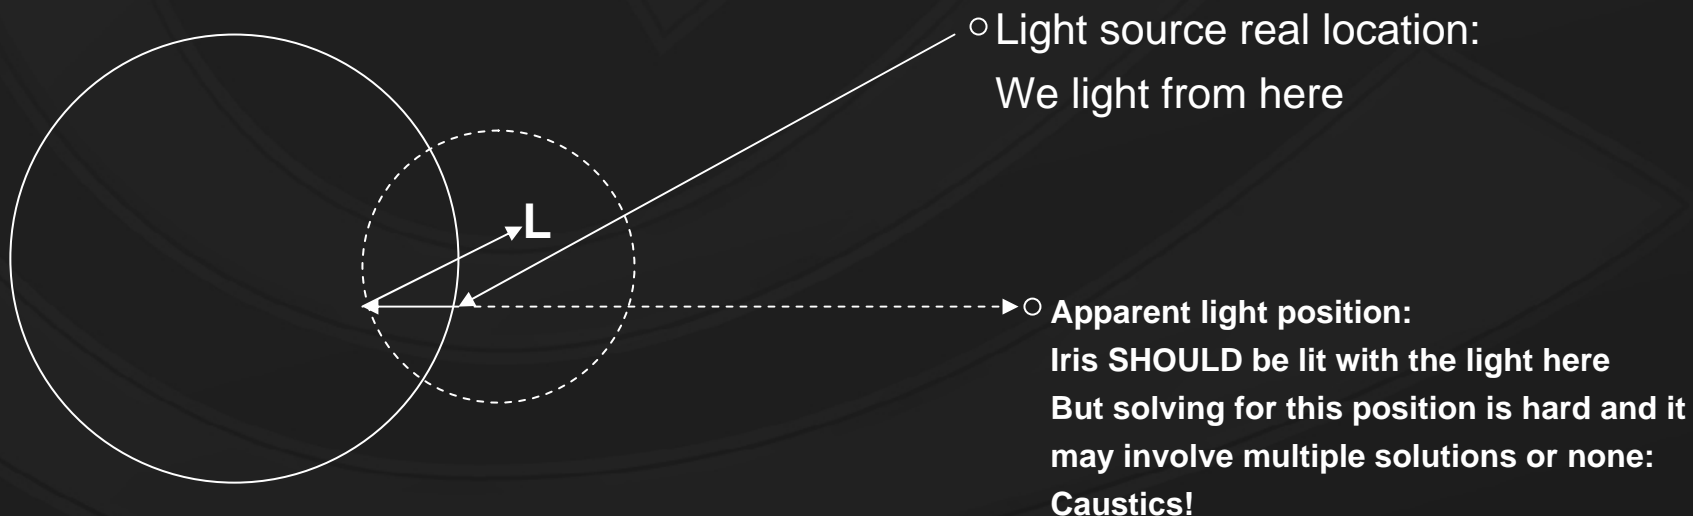 Light source real location:
We light from here
L
Apparent light position:
Iris SHOULD be lit with the light here
But solving for this position is hard and it
may involve multiple solutions or none:
Caustics!